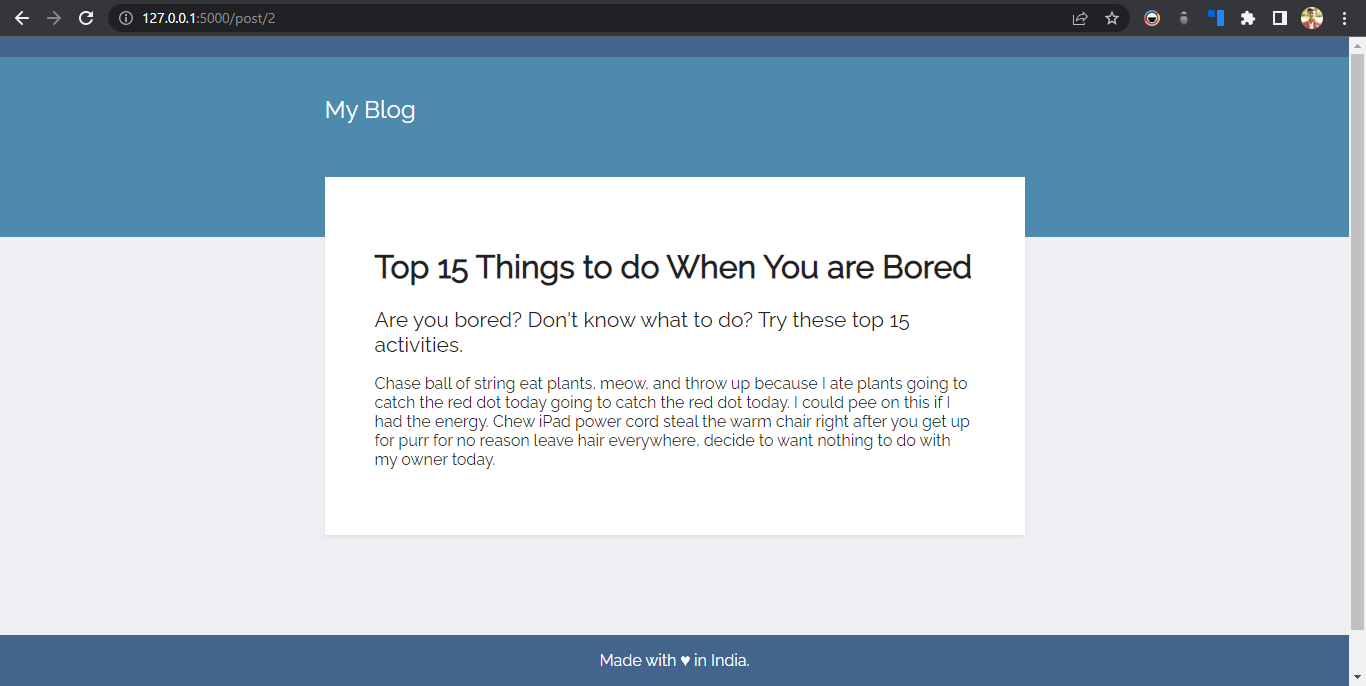 127.0.0.1:5000/post/2
My Blog
Top 15 Things to do When You are Bored
Are you bored? Don't know what to do? Try these top 15
activities.
Chase ball of string eat plants, meow, and throw up because I ate plants going to
catch the red dot today going to catch the red dot today. I could pee on this if I
had the energy. Chew iPad power cord steal the warm chair right after you get up
for purr for no reason leave hair everywhere, decide to want nothing to do with
my owner today.
Made with ♥ in India.